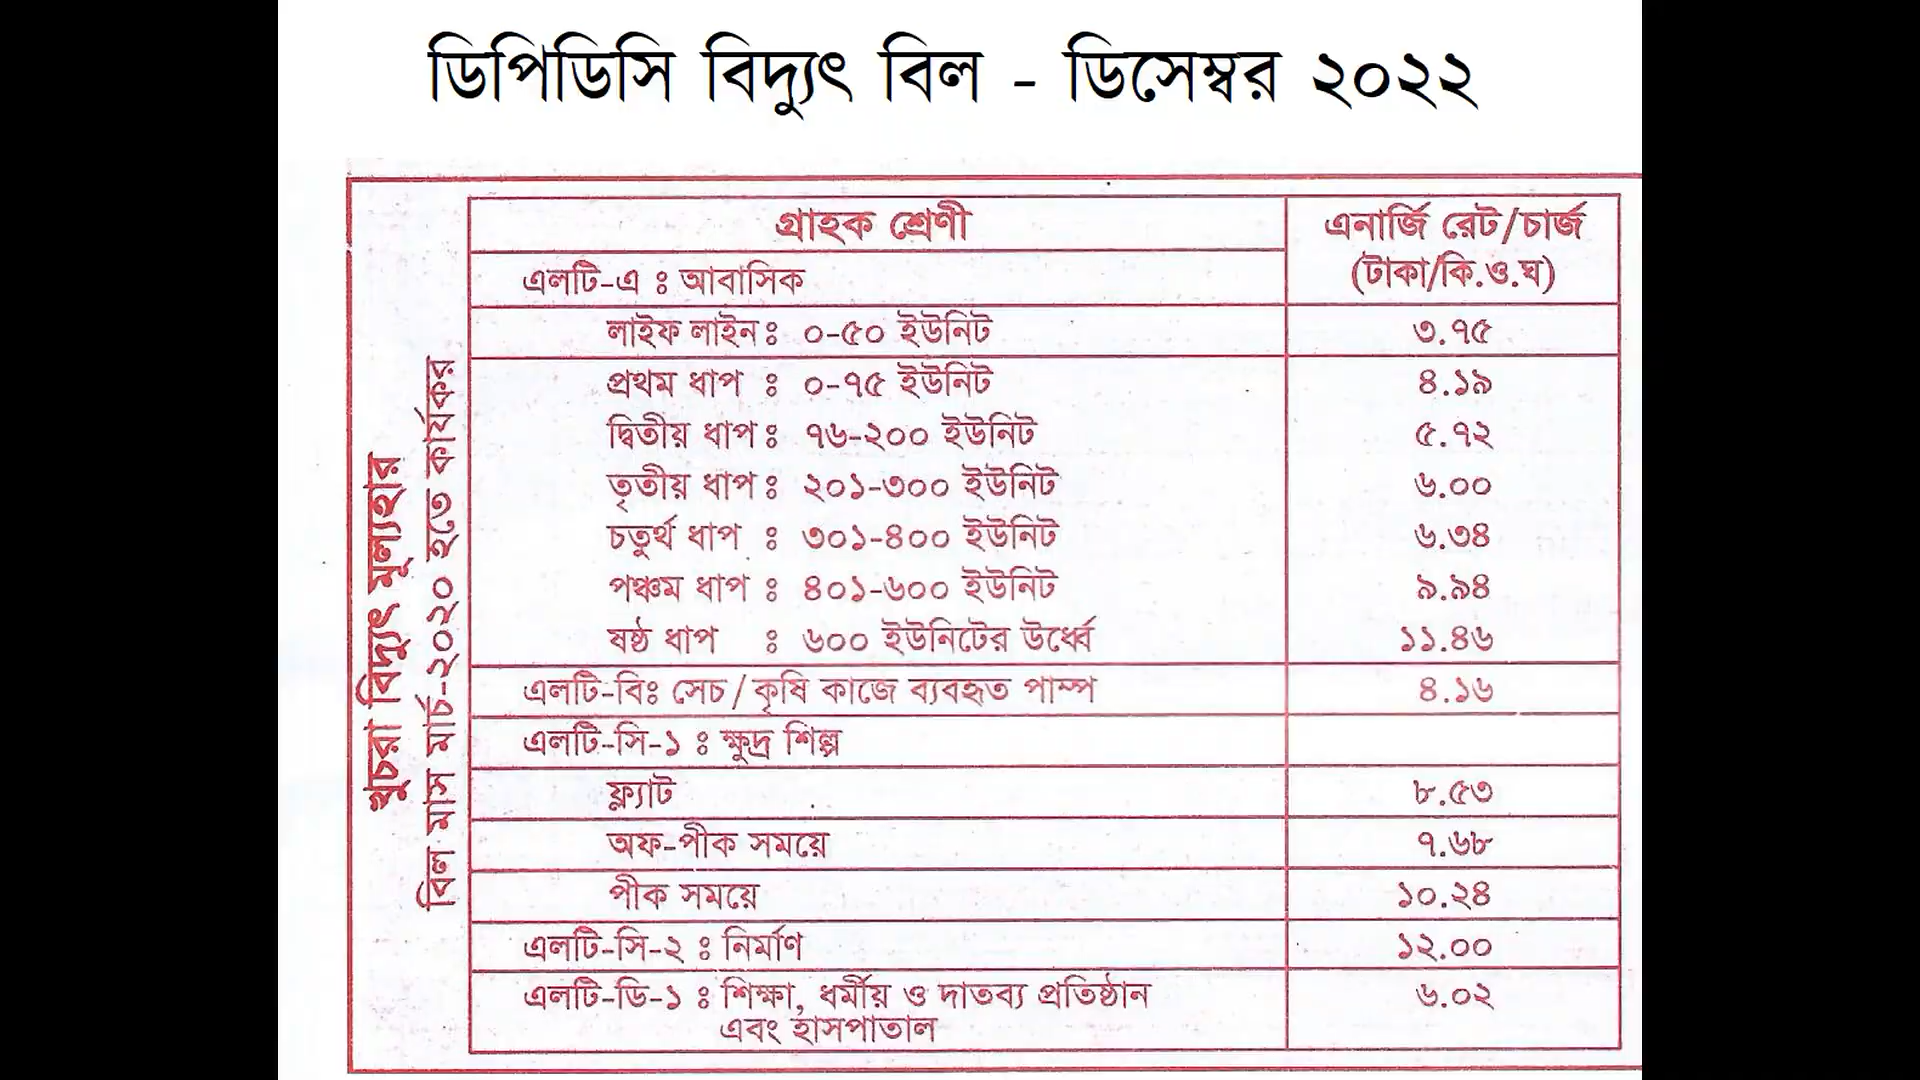 ডিপিডিসি বিদ্যুৎ বিল - ডিসেম্বর ২০২২
খুচরা বিদ্যুৎ মূল্যহার
বিল মাস মার্চ-২০২০ হতে কার্যকর
গ্রাহক শ্রেণী
এনার্জি রেট/চার্জ
(টাকা/কি.ও.ঘ)
এলটি-এ ঃ আবাসিক
লাইফ লাইন ঃ ০-৫০ ইউনিট ৩.৭৫
প্রথম ধাপ ঃ ০-৭৫ ইউনিট ৪.১৯
দ্বিতীয় ধাপ ঃ ৭৬-২০০ ইউনিট ৫.৭২
তৃতীয় ধাপ ঃ ২০১-৩০০ ইউনিট ৬.০০
চতুর্থ ধাপ ঃ ৩০১-৪০০ ইউনিট ৬.৩৪
পঞ্চম ধাপ ঃ ৪০১-৬০০ ইউনিট ৯.৯৪
ষষ্ঠ ধাপ ঃ ৬০০ ইউনিটের উর্ধ্বে ১১.৪৬
এলটি-বিঃ সেচ/কৃষি কাজে ব্যবহৃত পাম্প ৪.১৬
এলটি-সি-১ ঃ ক্ষুদ্র শিল্প
ফ্ল্যাট ৮.৫৩
অফ-পীক সময়ে ৭.৬৮
পীক সময়ে ১০.২৪
এলটি-সি-২ ঃ নির্মাণ ১২.০০
এলটি-ডি-১ ঃ শিক্ষা, ধর্মীয় ও দাতব্য প্রতিষ্ঠান ৬.০২
এবং হাসপাতাল